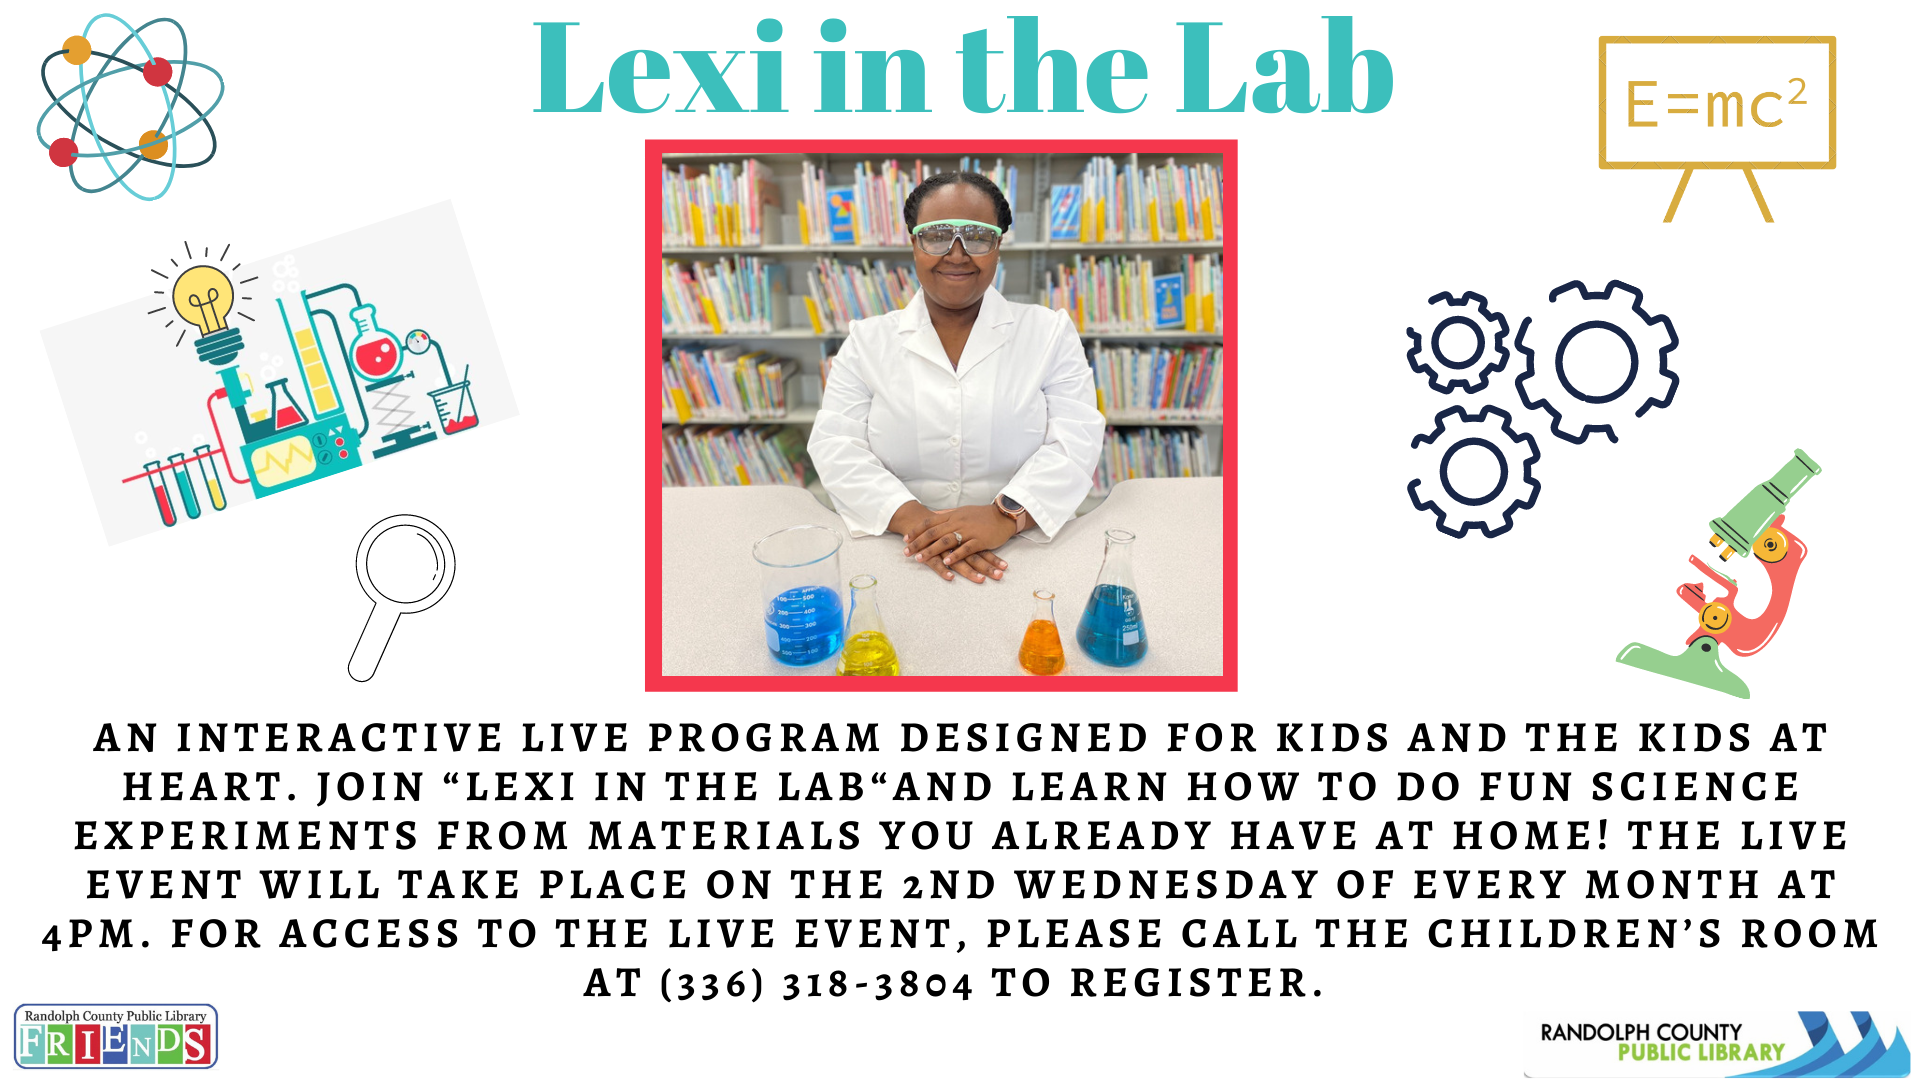 Lexi in the Lab
E=mc²
AN INTERACTIVE LIVE PROGRAM DESIGNED FOR KIDS AND THE KIDS AT
HEART. JOIN “LEXI IN THE LAB“AND LEARN HOW TO DO FUN SCIENCE
EXPERIMENTS FROM MATERIALS YOU ALREADY HAVE AT HOME! THE LIVE
EVENT WILL TAKE PLACE ON THE 2ND WEDNESDAY OF EVERY MONTH AT
4PM. FOR ACCESS TO THE LIVE EVENT, PLEASE CALL THE CHILDREN’S ROOM
AT (336) 318-3804 TO REGISTER.
Randolph County Public Library
FRIENDS
RANDOLPH COUNTY
PUBLIC LIBRARY